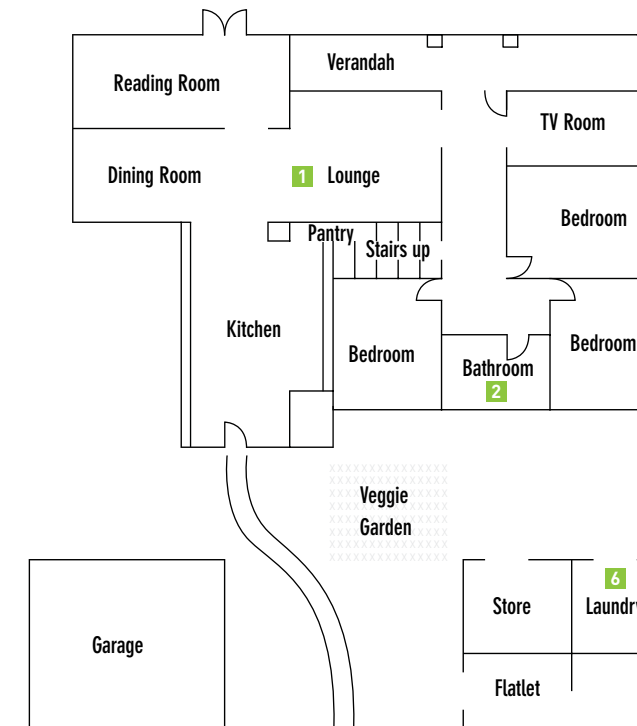 Verandah
Reading Room
TV Room
Dining Room
1 Lounge
Bedroom
Pantry
Stairs up
Kitchen
Bedroom
Bathroom
2
Bedroom
Veggie
Garden
6
Store
Laundry
Garage
Flatlet